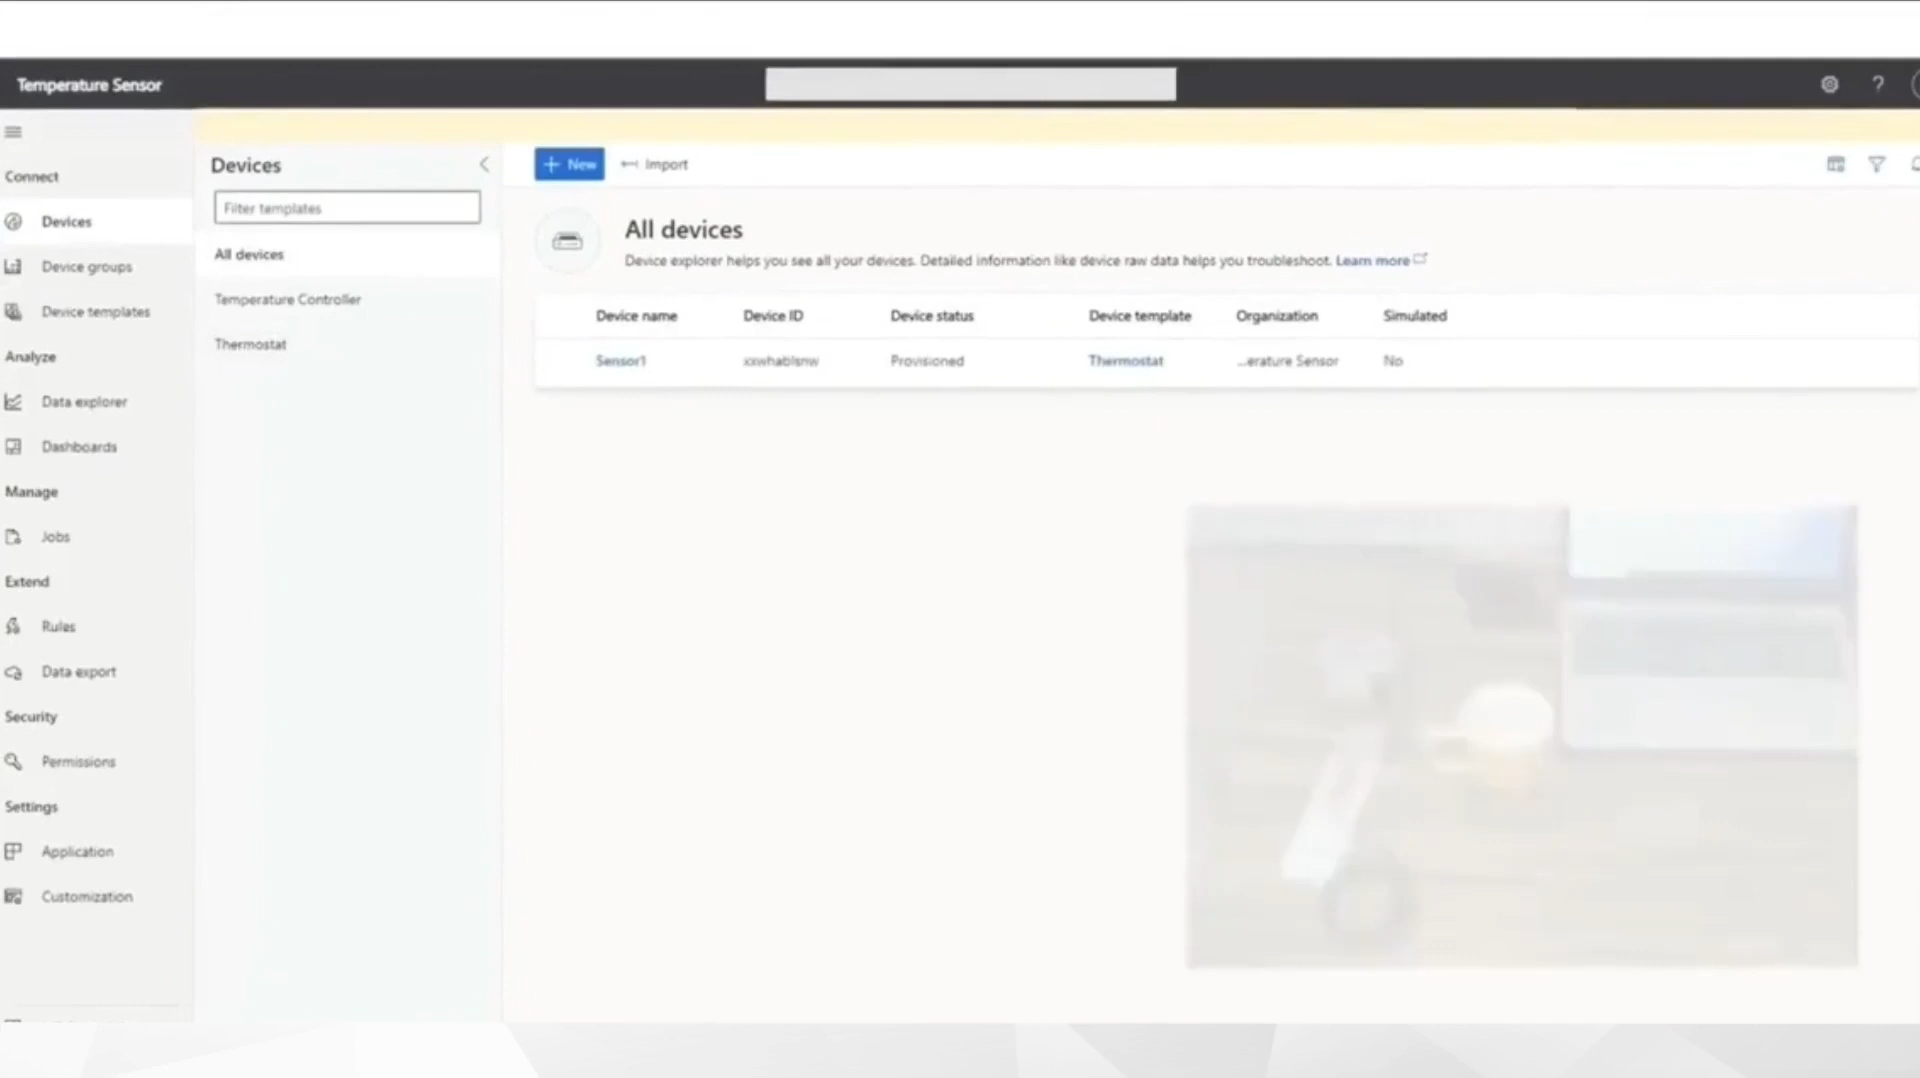 Temperature Sensor
?
Connect
Devices
Device groups
Device templates
Analyze
Data explorer
Dashboards
Manage
Jobs
Extend
Rules
Data export
Security
Permissions
Settings
Application
Customization
Devices
Filter templates
All devices
Temperature Controller
Thermostat
New
Import
All devices
Device explorer helps you see all your devices. Detailed information like device raw data helps you troubleshoot. Learn more
Device name Device ID Device status Device template Organization Simulated
Sensor1 Provisioned Thermostat ...erature Sensor No